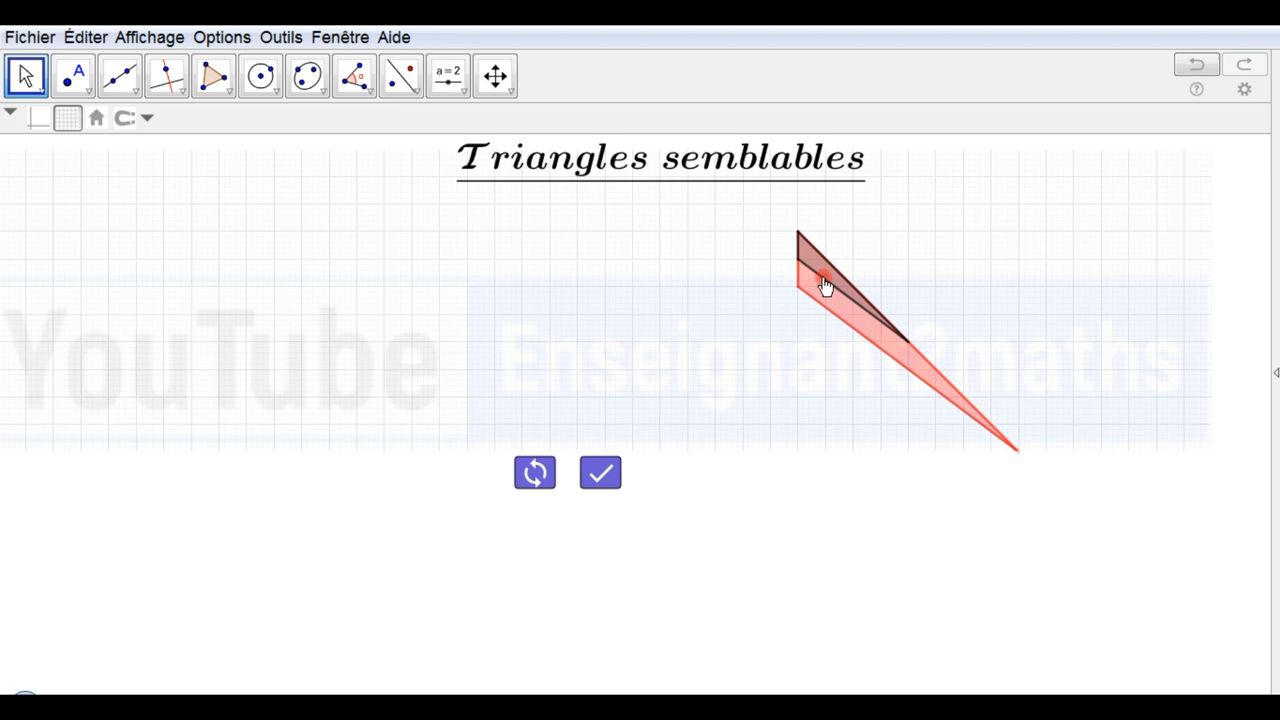 Fichier Éditer Affichage Options Outils Fenêtre Aide
a=2
Triangles semblables
YouTube Enseignant2maths